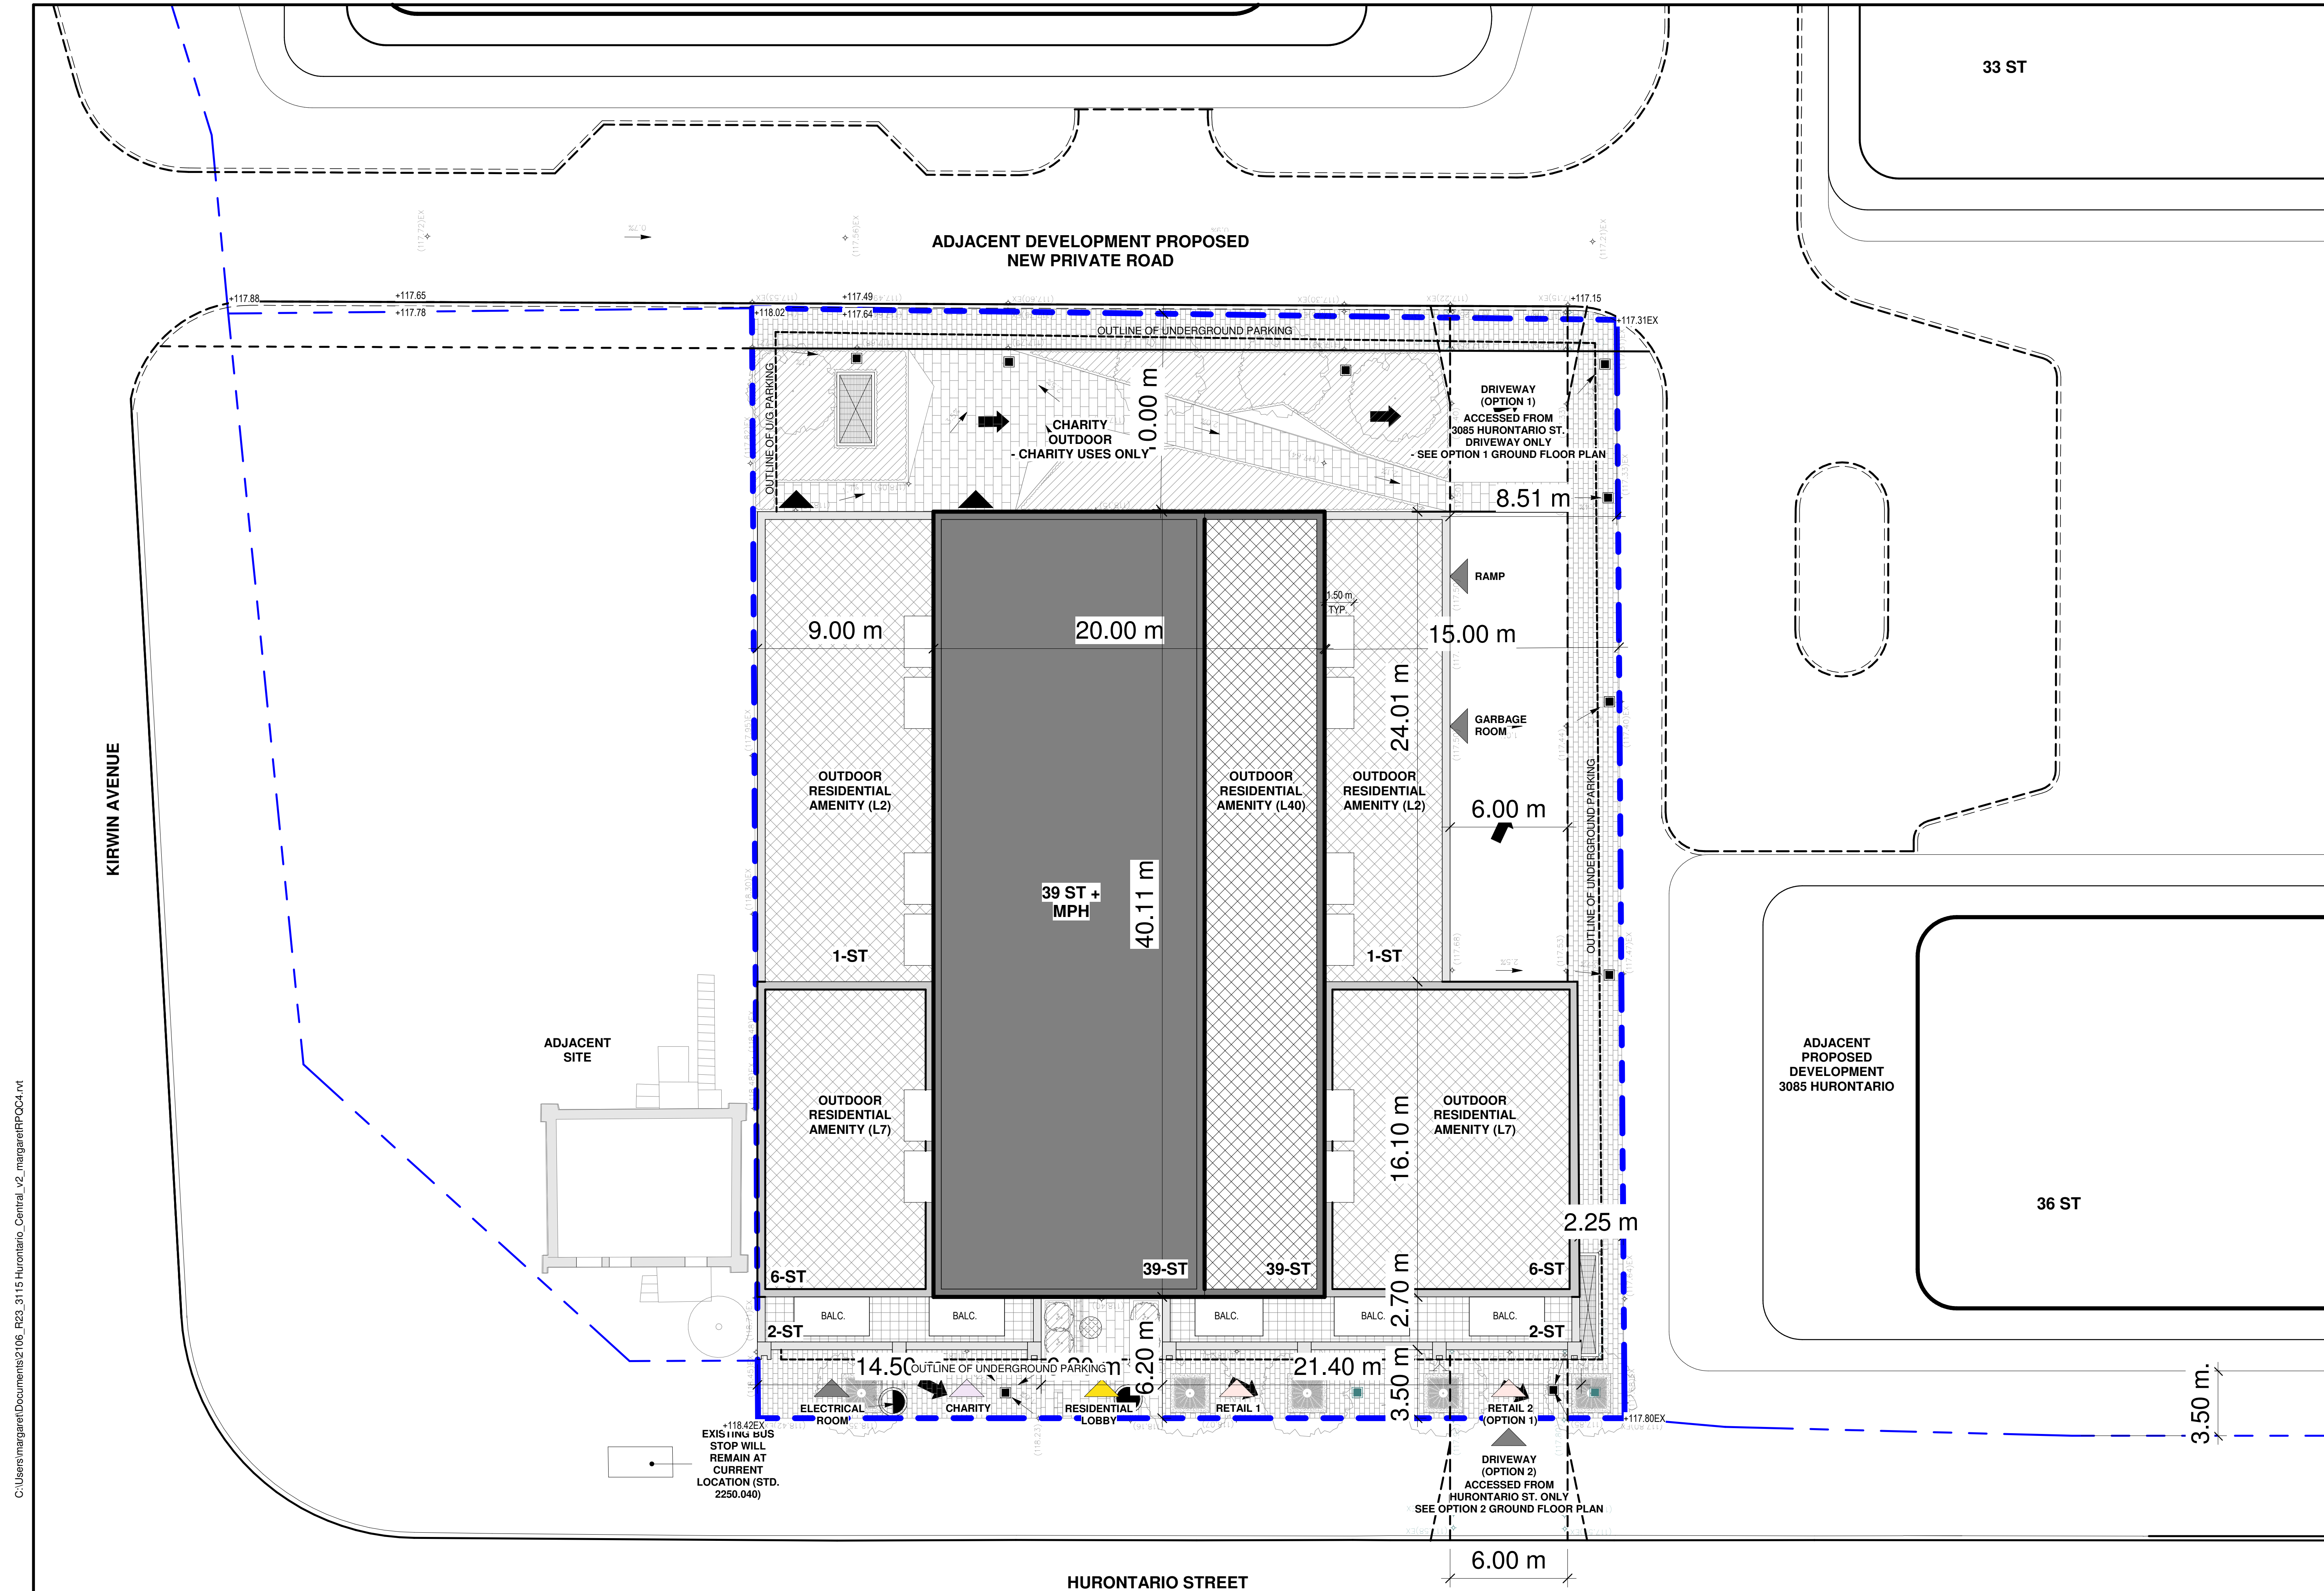 33 ST
ADJACENT DEVELOPMENT PROPOSED
NEW PRIVATE ROAD
+117.88
+117.65
+117.78
+118.02
+117.49
+117.64
+117.15
+117.31EX
OUTLINE OF UNDERGROUND PARKING
OUTLINE OF U/G PARKING
CHARITY
OUTDOOR
- CHARITY USES ONLY
DRIVEWAY
(OPTION 1)
ACCESSED FROM
3085 HURONTARIO ST.
DRIVEWAY ONLY
- SEE OPTION 1 GROUND FLOOR PLAN
8.51 m
RAMP
1.50 m
TYP.
9.00 m
20.00 m
15.00 m
24.01 m
GARBAGE
ROOM
KIRWIN AVENUE
OUTDOOR
RESIDENTIAL
AMENITY (L2)
OUTDOOR
RESIDENTIAL
AMENITY (L40)
OUTDOOR
RESIDENTIAL
AMENITY (L2)
6.00 m
OUTLINE OF UNDERGROUND PARKING
39 ST +
MPH
40.11 m
1-ST
1-ST
ADJACENT
SITE
ADJACENT
PROPOSED
DEVELOPMENT
3085 HURONTARIO
OUTDOOR
RESIDENTIAL
AMENITY (L7)
OUTDOOR
RESIDENTIAL
AMENITY (L7)
16.10 m
36 ST
2.25 m
6-ST
39-ST
39-ST
6-ST
BALC.
BALC.
BALC.
BALC.
BALC.
2.70 m
2-ST
2-ST
OUTLINE OF UNDERGROUND PARKING
6.20 m
21.40 m
3.50 m
3.50 m.
ELECTRICAL
ROOM
CHARITY
RESIDENTIAL
LOBBY
RETAIL 1
RETAIL 2
(OPTION 1)
+118.42EX
+117.80EX
EXISTING BUS
STOP WILL
REMAIN AT
CURRENT
LOCATION (STD.
2250.040)
DRIVEWAY
(OPTION 2)
ACCESSED FROM
HURONTARIO ST. ONLY
SEE OPTION 2 GROUND FLOOR PLAN
6.00 m
HURONTARIO STREET
C:\Users\margaret\Documents\2106_R23_3115 Hurontario_Central_v2_margaretRPQC4.rvt